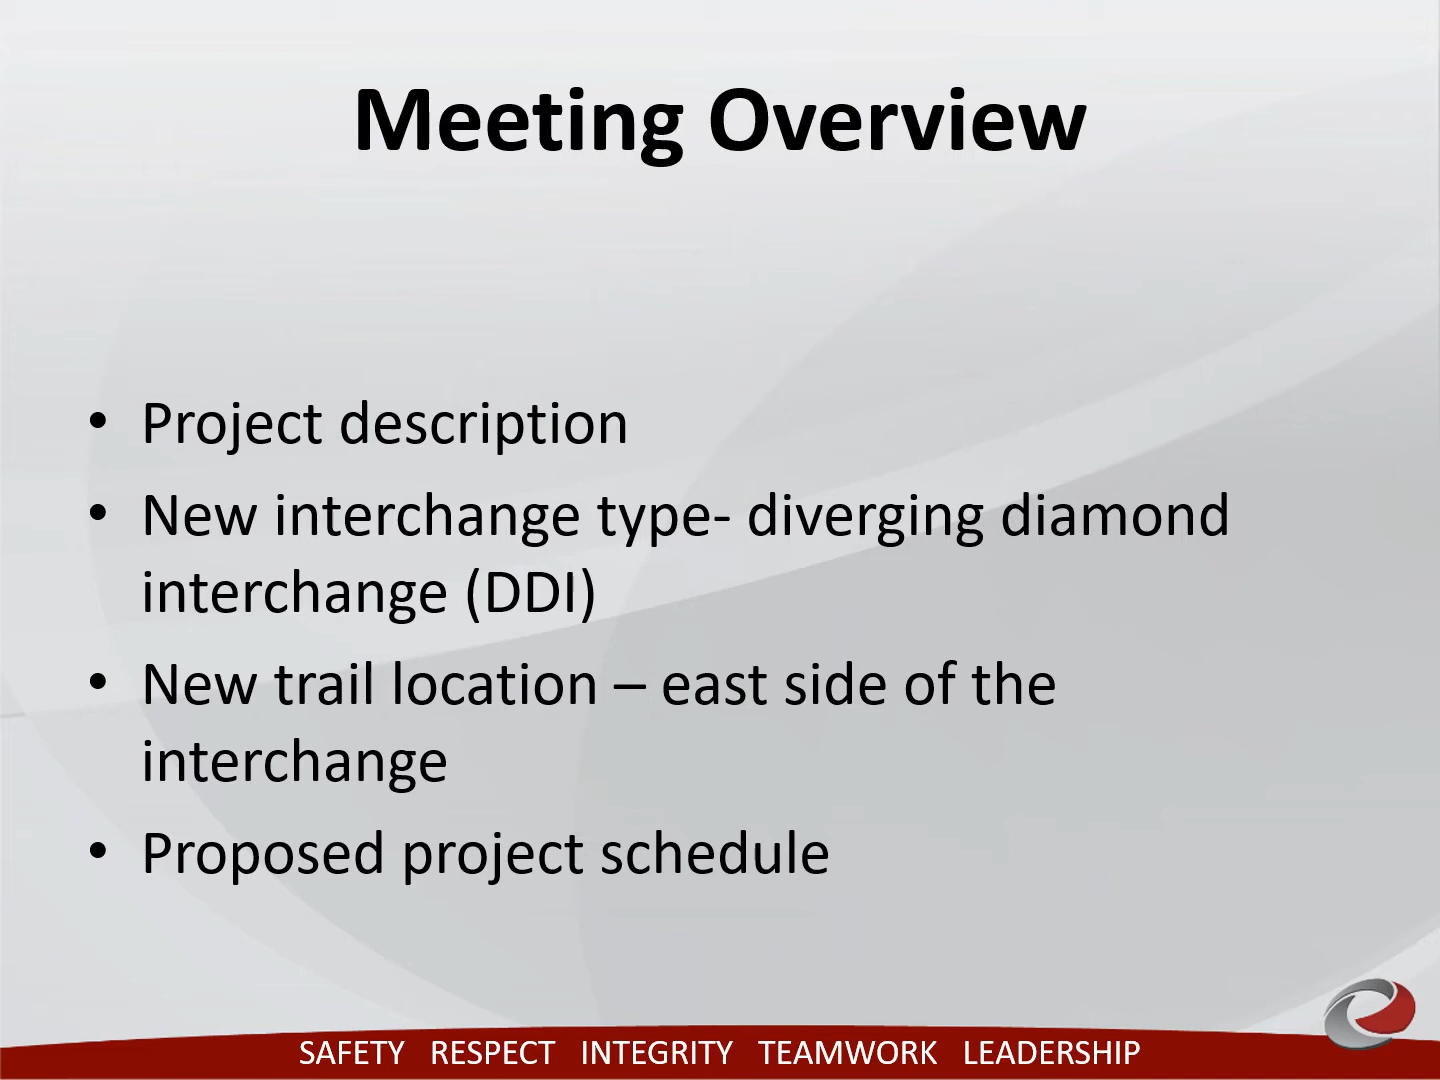 Meeting Overview
• Project description
• New interchange type- diverging diamond
interchange (DDI)
• New trail location – east side of the
interchange
• Proposed project schedule
SAFETY RESPECT INTEGRITY TEAMWORK LEADERSHIP